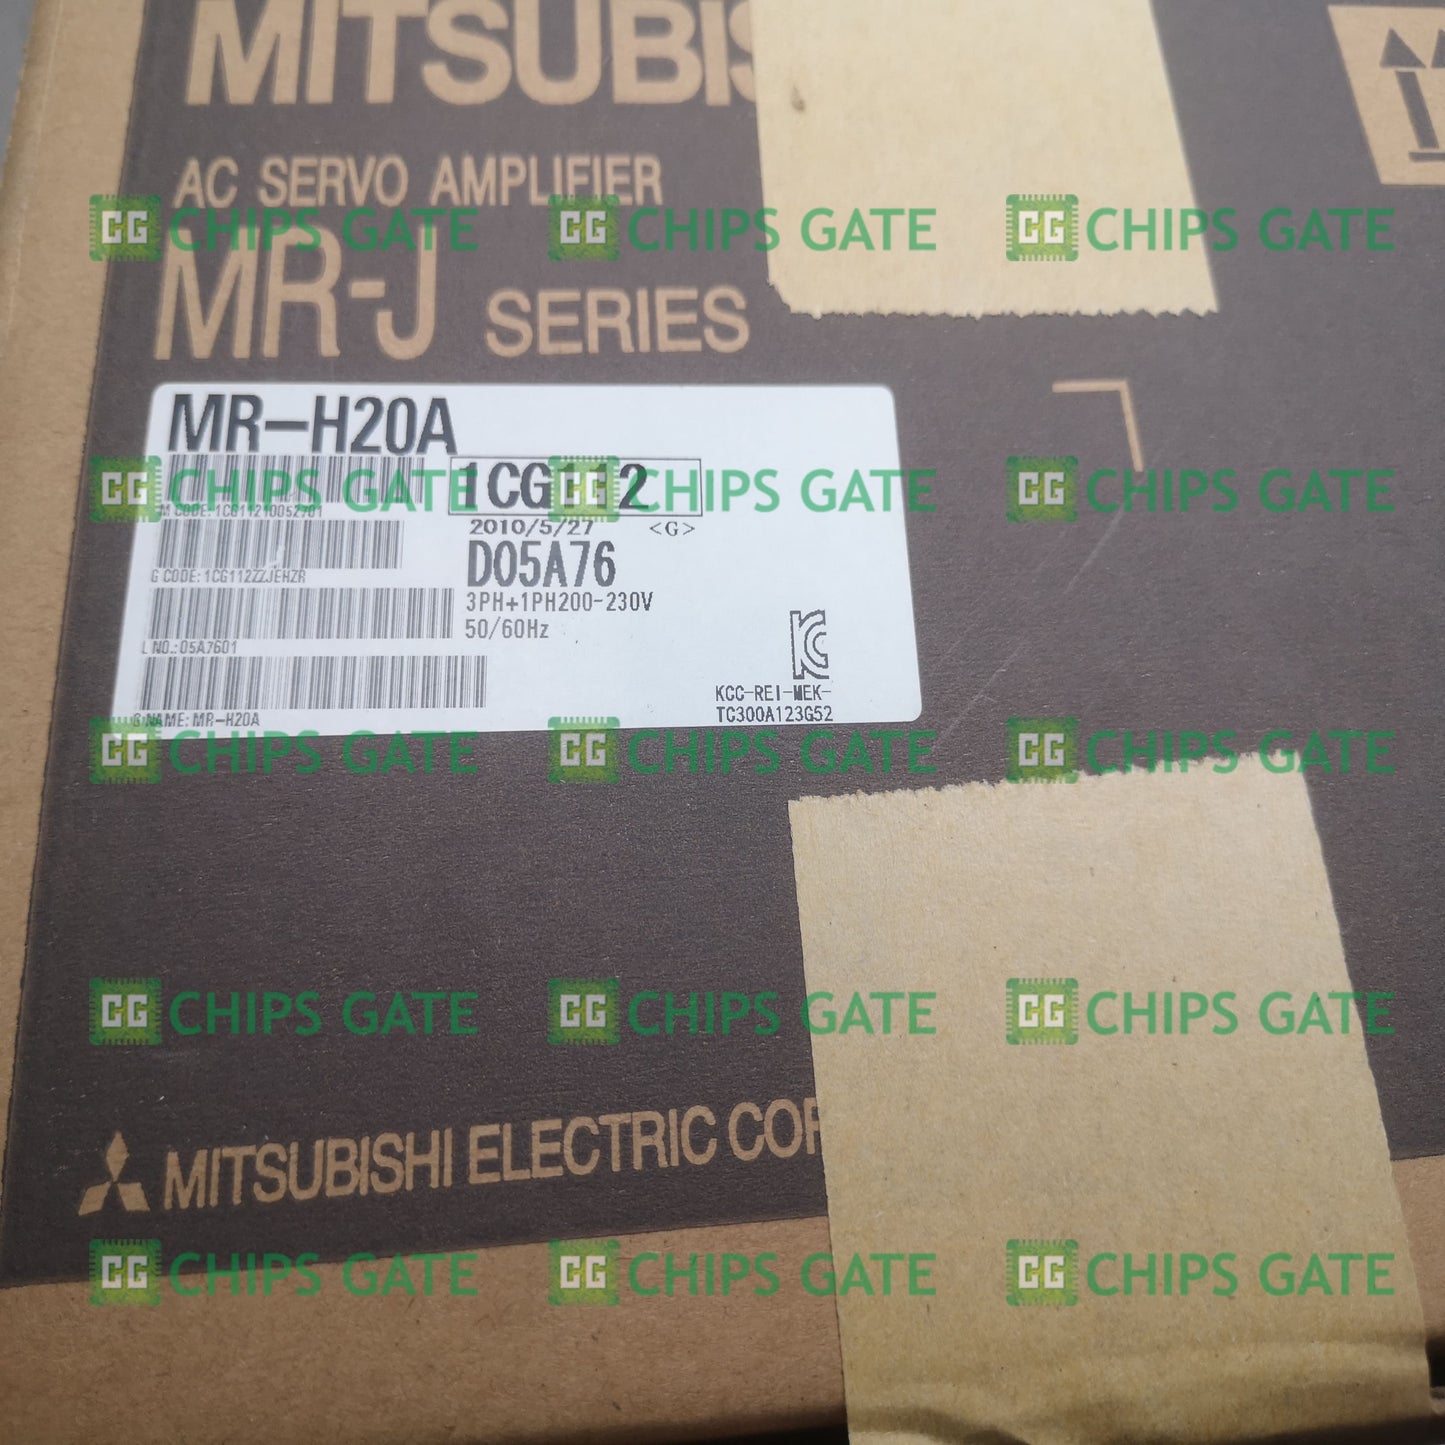 MITSUBIS
AC SERVO AMPLIFIER
CHIPS GATE CHIPS GATE CHIPS GATE
MR-J SERIES
MR-H20A
1CG112
CHIPS GATE CHIPS GATE CHIPS GATE
M CODE:1CG11210052701
2010/5/27 <G>
D05A76
G CODE:1CG112ZZJEHZR
3PH+1PH200-230V
50/60Hz
L NO.:05A7601
KCC-REI-MEK-
TC300A123G52
G NAME:MR-H20A
CHIPS GATE CHIPS GATE CHIPS GATE
CHIPS GATE CHIPS GATE CHIPS GATE
MITSUBISHI ELECTRIC COR
CHIPS GATE CHIPS GATE CHIPS GATE